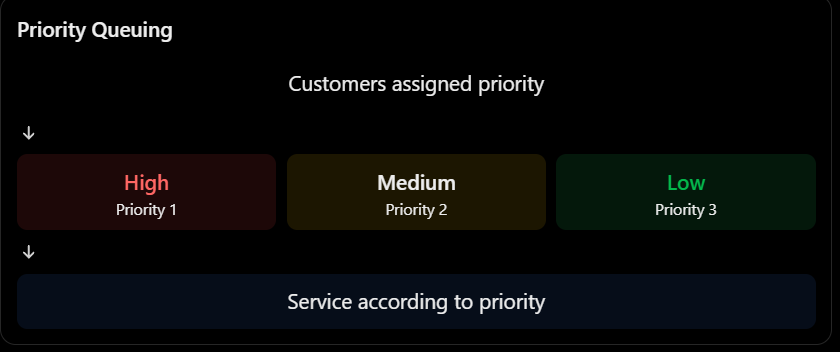 Priority Queuing
Customers assigned priority
↓
High
Priority 1
Medium
Priority 2
Low
Priority 3
↓
Service according to priority